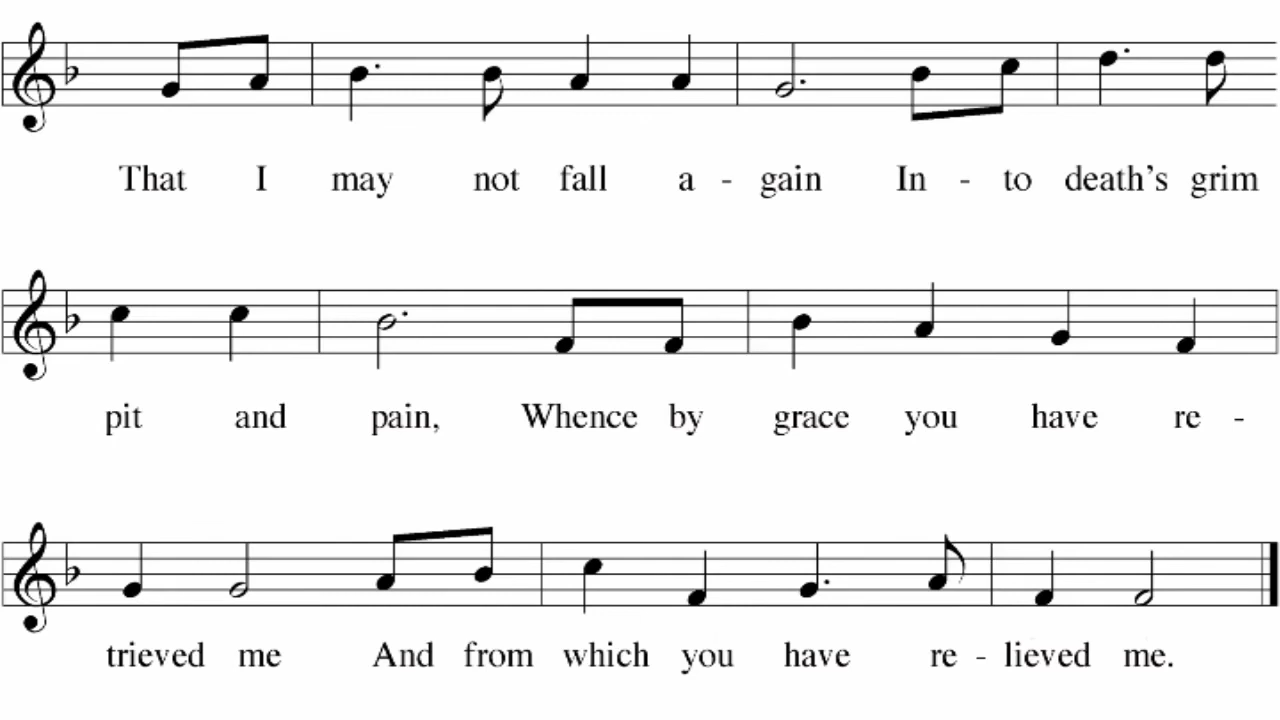 That I may not fall a - gain In - to death's grim
pit and pain, Whence by grace you have re -
trieved me And from which you have re - lieved me.